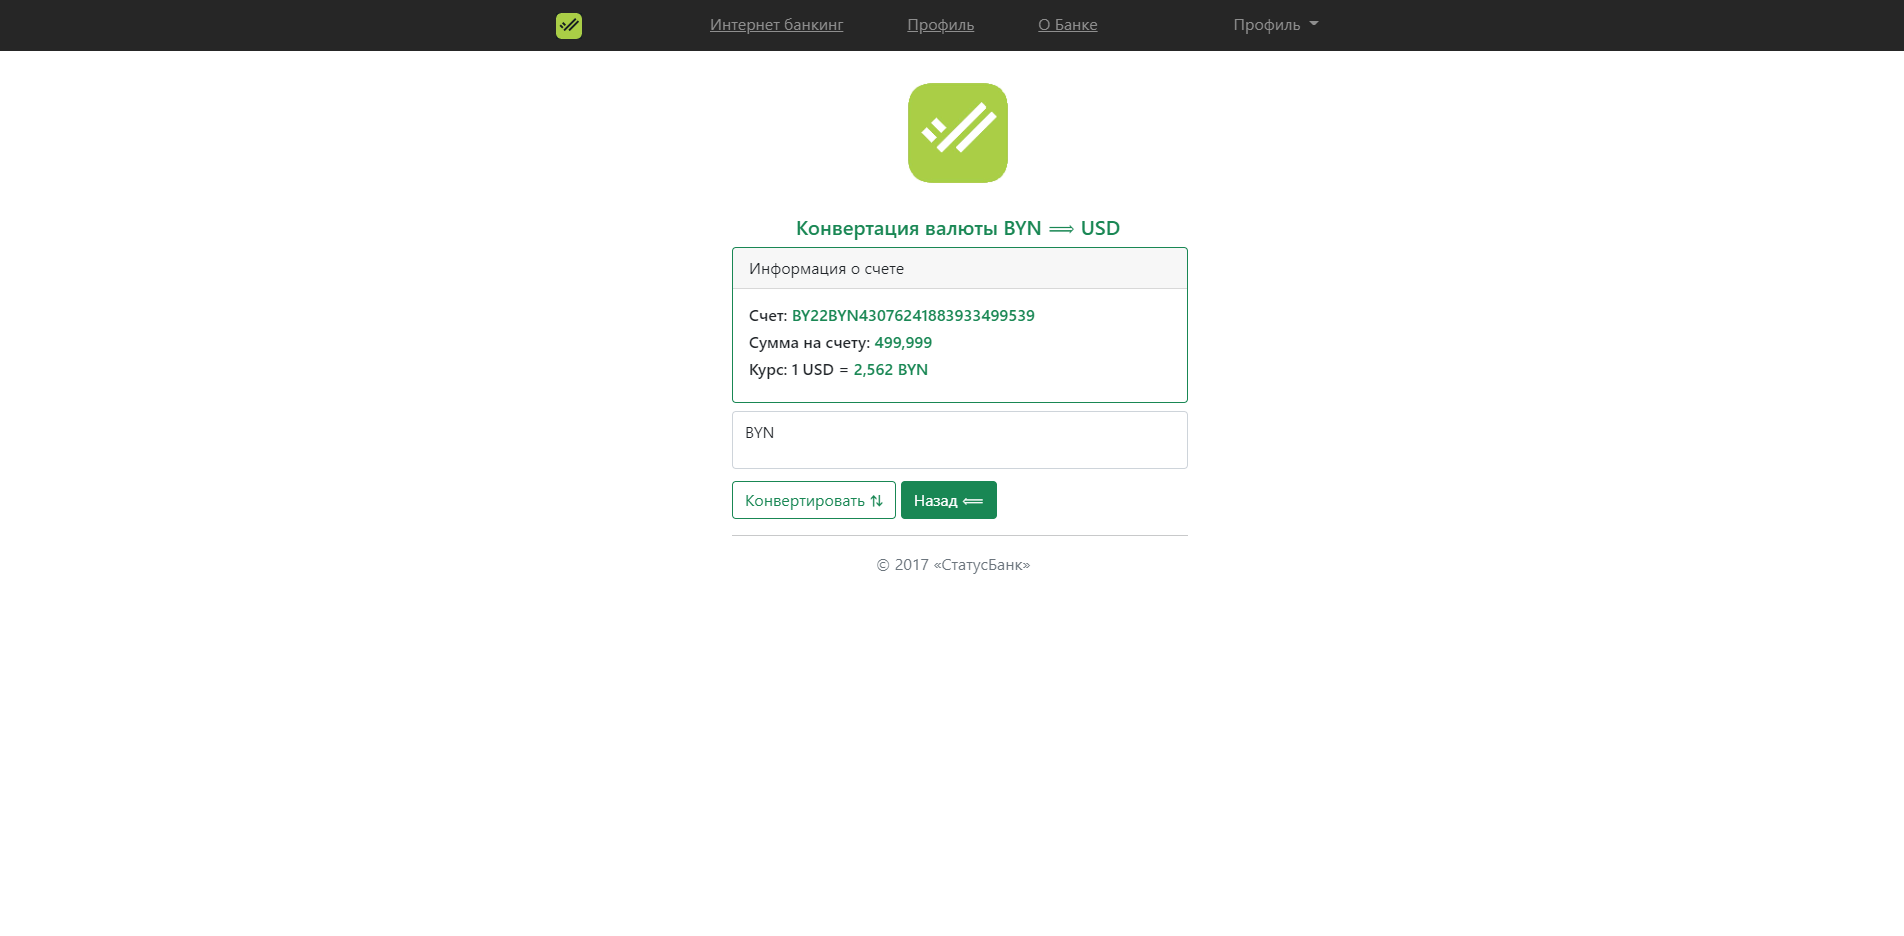 Интернет банкинг Профиль О Банке Профиль
Конвертация валюты BYN ⟹ USD
Информация о счете
Счет: BY22BYN43076241883933499539
Сумма на счету: 499,999
Курс: 1 USD = 2,562 BYN
BYN
Конвертировать ⇅ Назад ⟸
© 2017 «СтатусБанк»